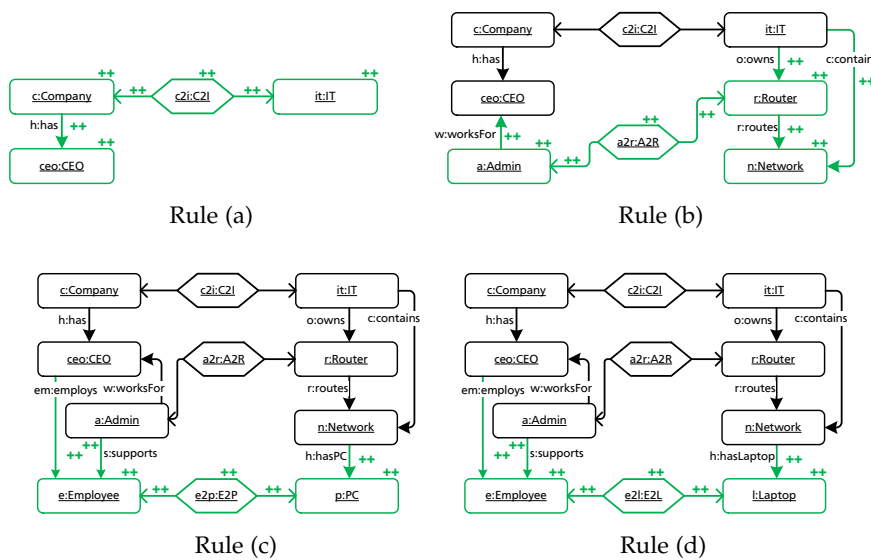 ++ ++ ++
c:Company ++ c2i:C2I ++ it:IT
h:has ++
++
ceo:CEO
Rule (a)
c:Company c2i:C2I it:IT
h:has o:owns ++ c:contains
++ ++
ceo:CEO r:Router
++ ++ ++
w:worksFor a2r:A2R r:routes ++
++ ++ ++
a:Admin n:Network
Rule (b)
c:Company c2i:C2I it:IT
h:has o:owns c:contains
ceo:CEO a2r:A2R r:Router
em:employs w:worksFor r:routes
a:Admin n:Network
++ ++ s:supports h:hasPC ++
++ ++ ++ ++
e:Employee ++ e2p:E2P ++ p:PC
Rule (c)
c:Company c2i:C2I it:IT
h:has o:owns c:contains
ceo:CEO a2r:A2R r:Router
em:employs w:worksFor r:routes
a:Admin n:Network
++ ++ s:supports h:hasLaptop ++
++ ++ ++ ++
e:Employee ++ e2l:E2L ++ l:Laptop
Rule (d)